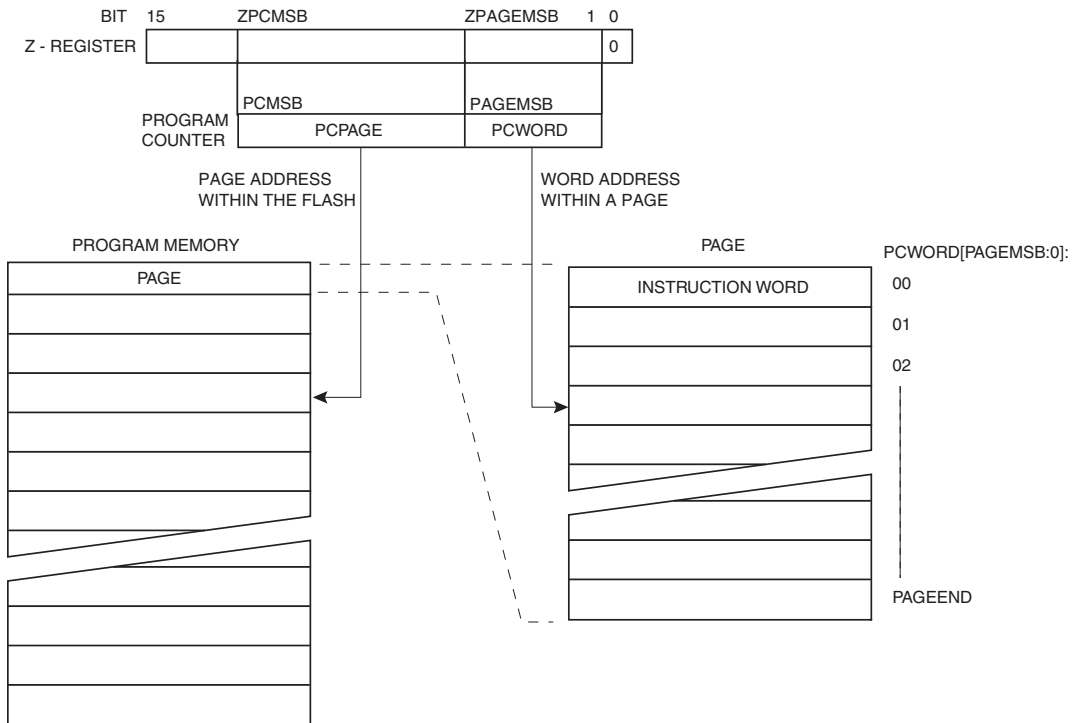 BIT 15 ZPCMSB ZPAGEMSB 1 0
Z - REGISTER 0
PCMSB PAGEMSB
PROGRAM
COUNTER
PCPAGE PCWORD
PAGE ADDRESS
WITHIN THE FLASH
WORD ADDRESS
WITHIN A PAGE
PROGRAM MEMORY
PAGE
PAGE
INSTRUCTION WORD
PCWORD[PAGEMSB:0]:
00
01
02
PAGEEND